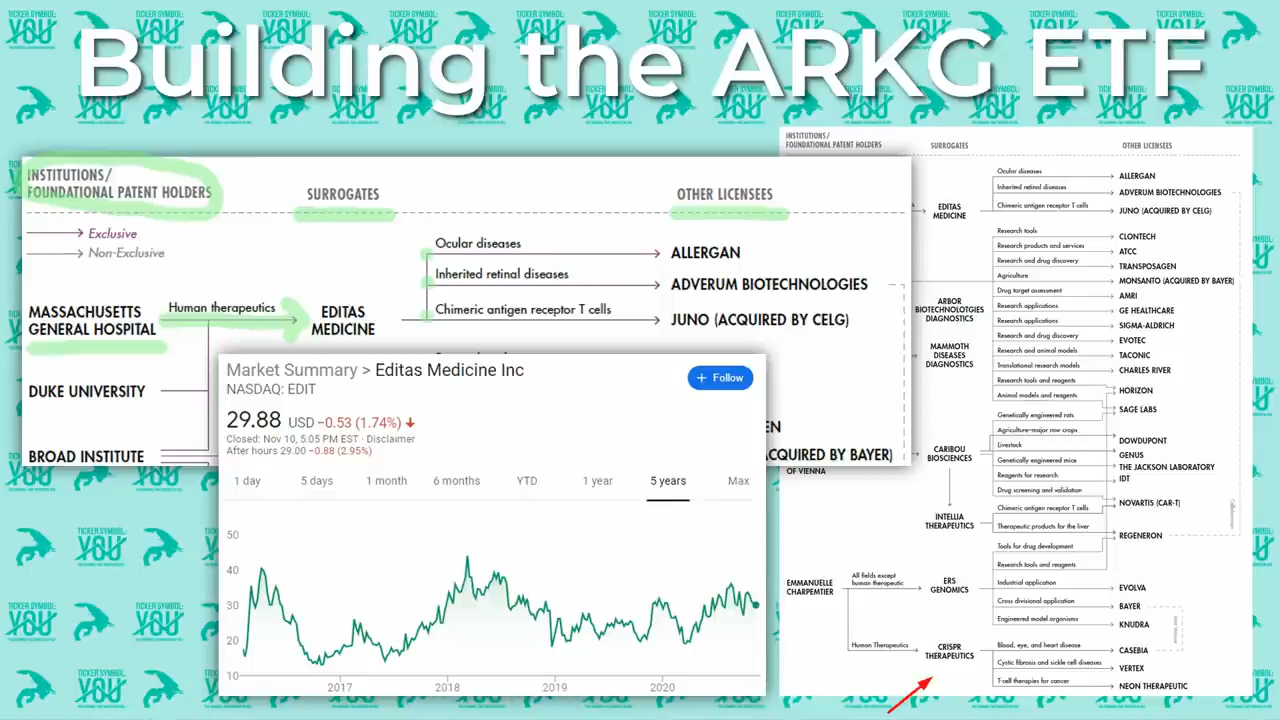 Building the ARKG ETF
TICKER SYMBOL:
YOU
INSTITUTIONS/
FOUNDATIONAL PATENT HOLDERS
SURROGATES
OTHER LICENSEES
Exclusive
Non-Exclusive
MASSACHUSETTS
GENERAL HOSPITAL
Human therapeutics
EDITAS
MEDICINE
Ocular diseases
ALLERGAN
Inherited retinal diseases
ADVERUM BIOTECHNOLOGIES
Chimeric antigen receptor T cells
JUNO (ACQUIRED BY CELG)
DUKE UNIVERSITY
BROAD INSTITUTE
EN
ACQUIRED BY BAYER)
Market Summary > Editas Medicine Inc
NASDAQ: EDIT
+ Follow
29.88 USD −0.53 (1.74%)
Closed: Nov 10, 5:05 PM EST · Disclaimer
After hours 29.00 −0.88 (2.95%)
1 day 5 days 1 month 6 months YTD 1 year 5 years Max
50
40
30
20
10
2017 2018 2019 2020
INSTITUTIONS/
FOUNDATIONAL PATENT HOLDERS
SURROGATES
OTHER LICENSEES
Ocular diseases
ALLERGAN
Inherited retinal diseases
ADVERUM BIOTECHNOLOGIES
EDITAS
MEDICINE
Chimeric antigen receptor T cells
JUNO (ACQUIRED BY CELG)
Research tools
CLONTECH
Research products and services
ATCC
Research and drug discovery
TRANSPOSAGEN
Agriculture
MONSANTO (ACQUIRED BY BAYER)
Drug target assessment
AMRI
ARBOR
BIOTECHNOLOTGIES
DIAGNOSTICS
Research applications
GE HEALTHCARE
Research applications
SIGMA-ALDRICH
Research and drug discovery
EVOTEC
MAMMOTH
DISEASES
DIAGNOSTICS
Research and animal models
TACONIC
Translational research models
CHARLES RIVER
Research tools and reagents
HORIZON
Animal models and reagents
SAGE LABS
Genetically engineered rats
Agriculture-major row crops
DOWDUPONT
Livestock
GENUS
CARIBOU
BIOSCIENCES
Genetically engineered mice
THE JACKSON LABORATORY
OF VIENNA
Reagents for research
IDT
Drug screening and validation
NOVARTIS (CAR-T)
Chimeric antigen receptor T cells
INTELLIA
THERAPEUTICS
Therapeutic products for the liver
REGENERON
Tools for drug development
Research tools and reagents
EMMANUELLE
CHARPEMTIER
All fields except
human therapeutic
ERS
GENOMICS
Industrial application
EVOLVA
Cross divisional application
BAYER
Engineered model organisms
KNUDRA
Human Therapeutics
CRISPR
THERAPEUTICS
Blood, eye, and heart disease
CASEBIA
Cystic fibrosis and sickle cell diseases
VERTEX
T-cell therapies for cancer
NEON THERAPEUTIC